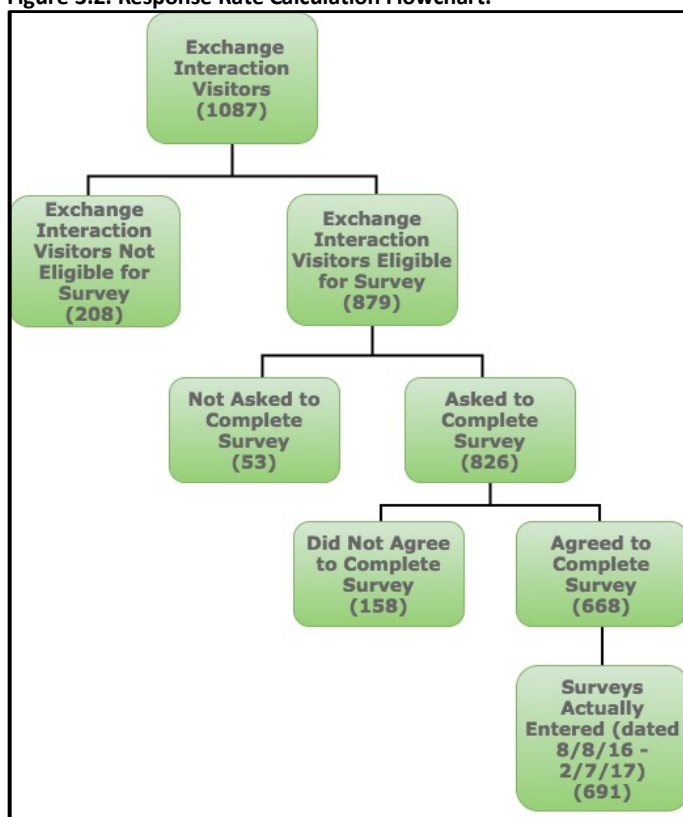 Figure 3.2. Response Rate Calculation Flowchart.
Exchange
Interaction
Visitors
(1087)
Exchange
Interaction
Visitors Not
Eligible for
Survey
(208)
Exchange
Interaction
Visitors Eligible
for Survey
(879)
Not Asked to
Complete
Survey
(53)
Asked to
Complete
Survey
(826)
Did Not Agree
to Complete
Survey
(158)
Agreed to
Complete
Survey
(668)
Surveys
Actually
Entered (dated
8/8/16 -
2/7/17)
(691)